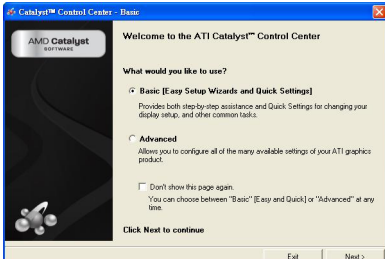 Catalyst™ Control Center - Basic
AMD Catalyst
SOFTWARE
Welcome to the ATI Catalyst™ Control Center
What would you like to use?
Basic [Easy Setup Wizards and Quick Settings]
Provides both step-by-step assistance and Quick Settings for changing your
display setup, and other common tasks.
Advanced
Allows you to configure all of the many available settings of your ATI graphics
product.
Don't show this page again.
You can choose between "Basic" [Easy and Quick] or "Advanced" at any
time.
Click Next to continue
Exit
Next >